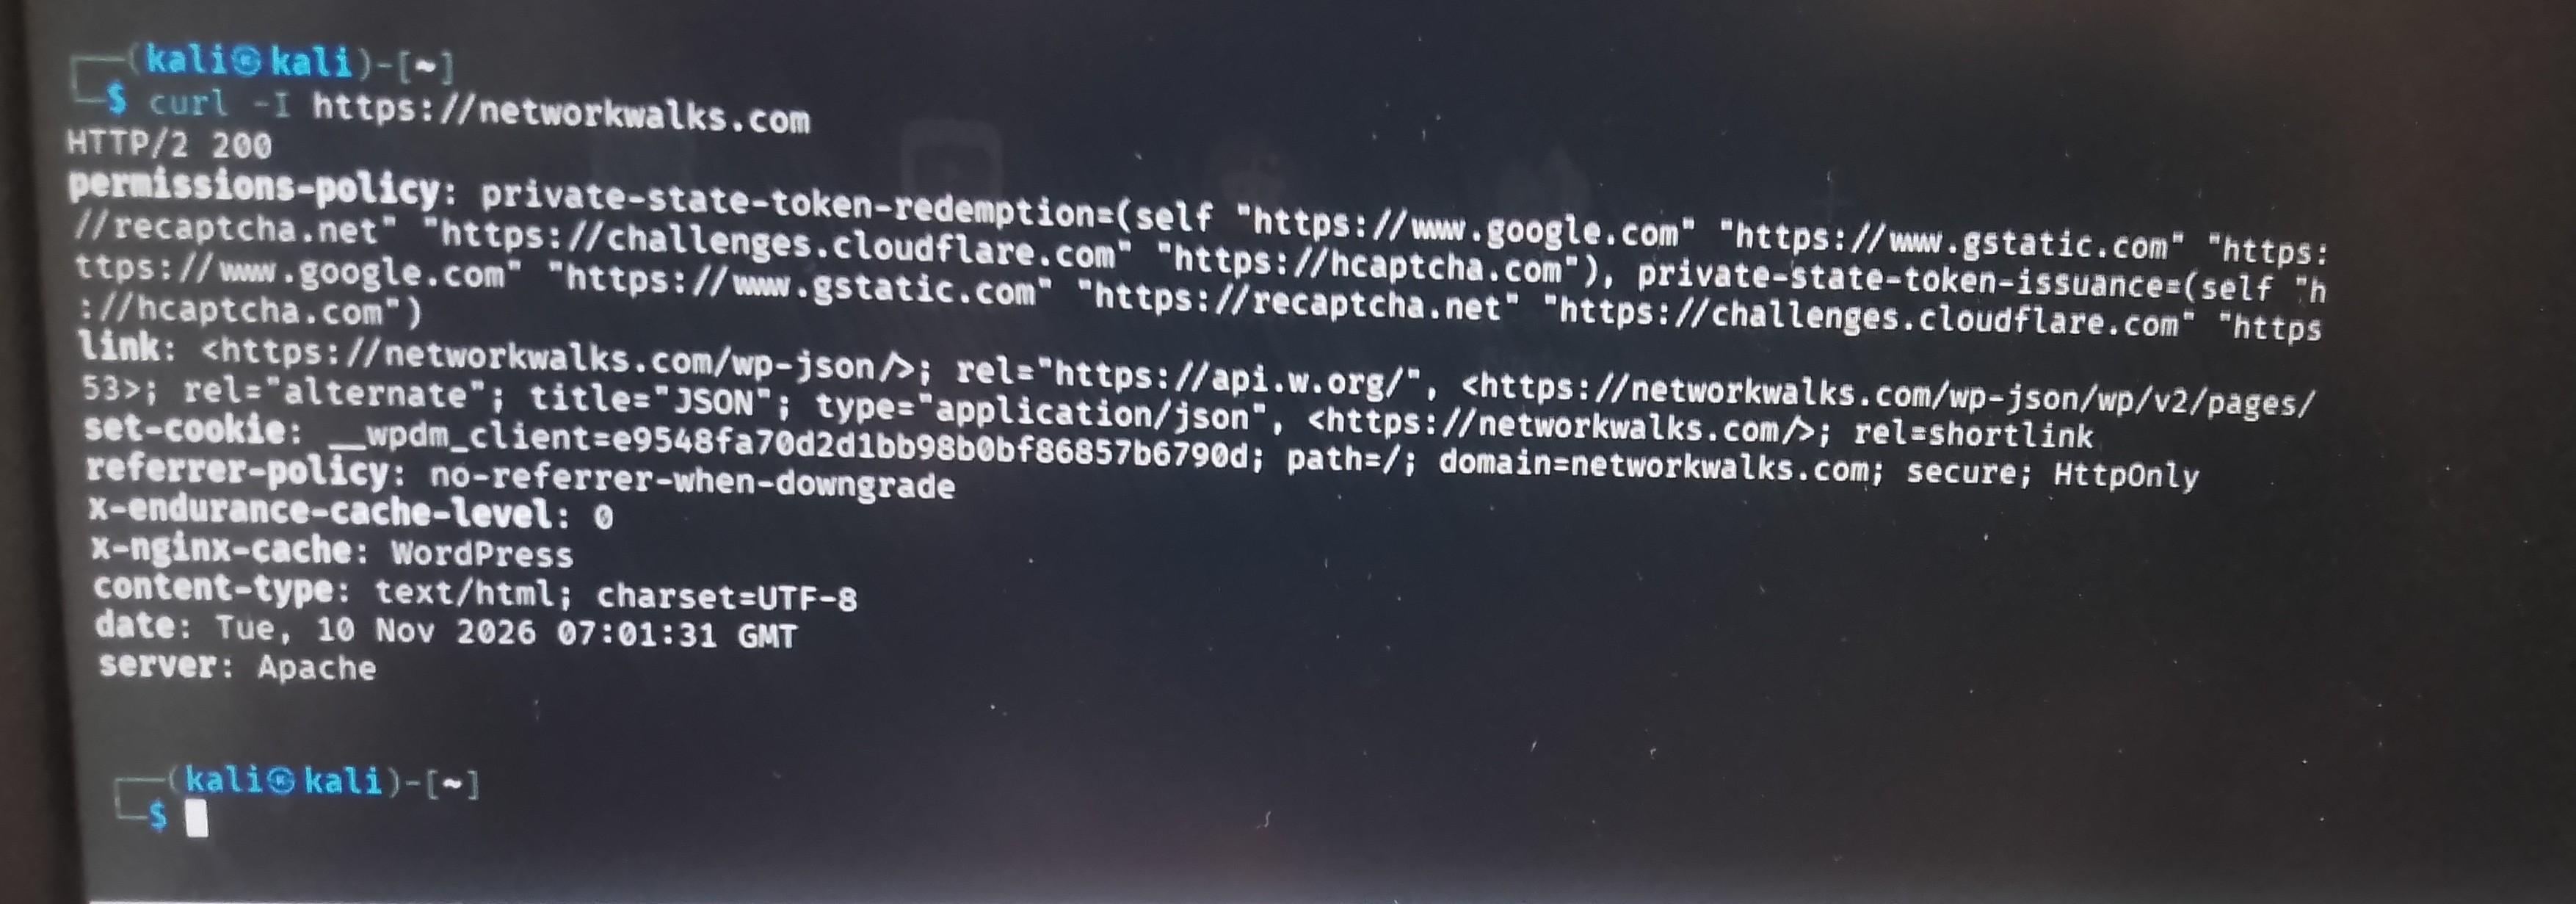 (kali㉿kali)-[~]
$ curl -I https://networkwalks.com
HTTP/2 200
permissions-policy: private-state-token-redemption=(self "https://www.google.com" "https://www.gstatic.com" "https:
//recaptcha.net" "https://challenges.cloudflare.com" "https://hcaptcha.com"), private-state-token-issuance=(self "h
ttps://www.google.com" "https://www.gstatic.com" "https://recaptcha.net" "https://challenges.cloudflare.com" "https
://hcaptcha.com")
link: <https://networkwalks.com/wp-json/>; rel="https://api.w.org/", <https://networkwalks.com/wp-json/wp/v2/pages/
53>; rel="alternate"; title="JSON"; type="application/json", <https://networkwalks.com/>; rel=shortlink
set-cookie: __wpdm_client=e9548fa70d2d1bb98b0bf86857b6790d; path=/; domain=networkwalks.com; secure; HttpOnly
referrer-policy: no-referrer-when-downgrade
x-endurance-cache-level: 0
x-nginx-cache: WordPress
content-type: text/html; charset=UTF-8
date: Tue, 10 Nov 2026 07:01:31 GMT
server: Apache
(kali㉿kali)-[~]
$